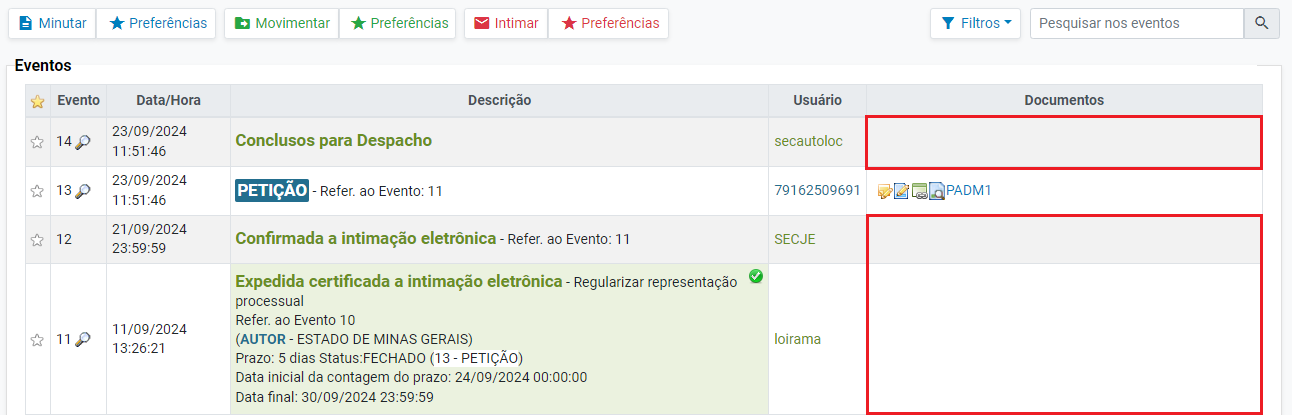 Minutar Preferências Movimentar Preferências Intimar Preferências Filtros Pesquisar nos eventos
Eventos
Evento Data/Hora Descrição Usuário Documentos
14 23/09/2024 11:51:46 Conclusos para Despacho secautoloc
13 23/09/2024 11:51:46 PETIÇÃO - Refer. ao Evento: 11 79162509691 PADM1
12 21/09/2024 23:59:59 Confirmada a intimação eletrônica - Refer. ao Evento: 11 SECJE
11 11/09/2024 13:26:21 Expedida certificada a intimação eletrônica - Regularizar representação
processual
Refer. ao Evento 10
(AUTOR - ESTADO DE MINAS GERAIS)
Prazo: 5 dias Status:FECHADO (13 - PETIÇÃO)
Data inicial da contagem do prazo: 24/09/2024 00:00:00
Data final: 30/09/2024 23:59:59
loirama